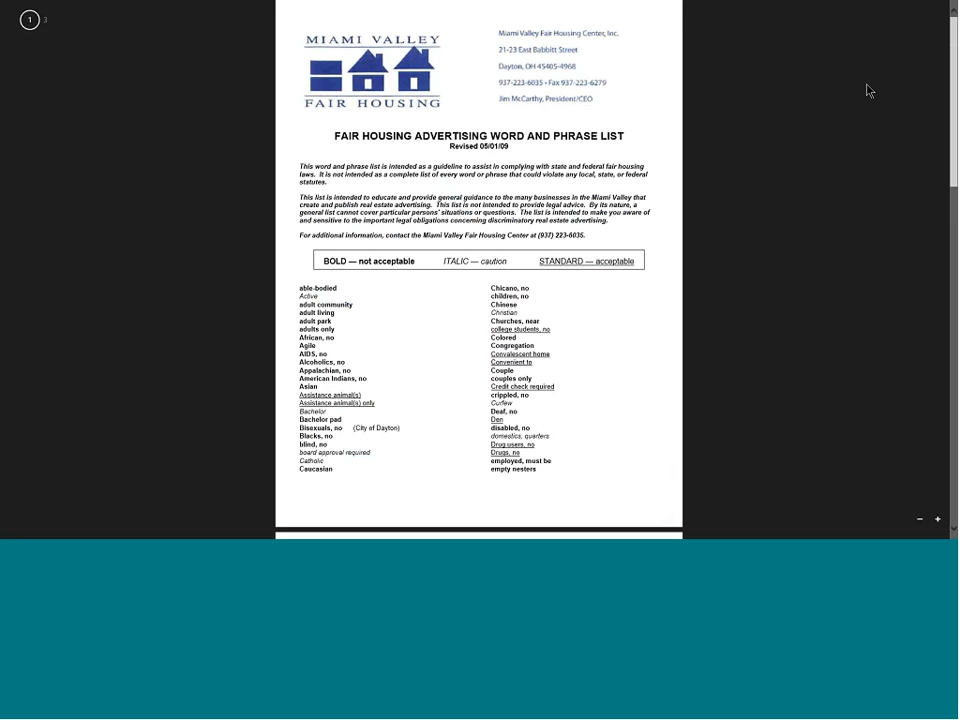 1 3
MIAMI VALLEY
FAIR HOUSING
Miami Valley Fair Housing Center, Inc.
21-23 East Babbitt Street
Dayton, OH 45405-4968
937-223-6035 • Fax 937-223-6279
Jim McCarthy, President/CEO
FAIR HOUSING ADVERTISING WORD AND PHRASE LIST
Revised 05/01/09
This word and phrase list is intended as a guideline to assist in complying with state and federal fair housing
laws. It is not intended as a complete list of every word or phrase that could violate any local, state, or federal
statutes.
This list is intended to educate and provide general guidance to the many businesses in the Miami Valley that
create and publish real estate advertising. This list is not intended to provide legal advice. By its nature, a
general list cannot cover particular persons' situations or questions. The list is intended to make you aware of
and sensitive to the important legal obligations concerning discriminatory real estate advertising.
For additional information, contact the Miami Valley Fair Housing Center at (937) 223-6035.
BOLD — not acceptable ITALIC — caution STANDARD — acceptable
able-bodied
Active
adult community
adult living
adult park
adults only
African, no
Agile
AIDS, no
Alcoholics, no
Appalachian, no
American Indians, no
Asian
Assistance animal(s)
Assistance animal(s) only
Bachelor
Bachelor pad
Bisexuals, no (City of Dayton)
Blacks, no
blind, no
board approval required
Catholic
Caucasian
Chicano, no
children, no
Chinese
Christian
Churches, near
college students, no
Colored
Congregation
Convalescent home
Convenient to
Couple
couples only
Credit check required
crippled, no
Curfew
Deaf, no
Den
disabled, no
domestics, quarters
Drug users, no
Drugs, no
employed, must be
empty nesters